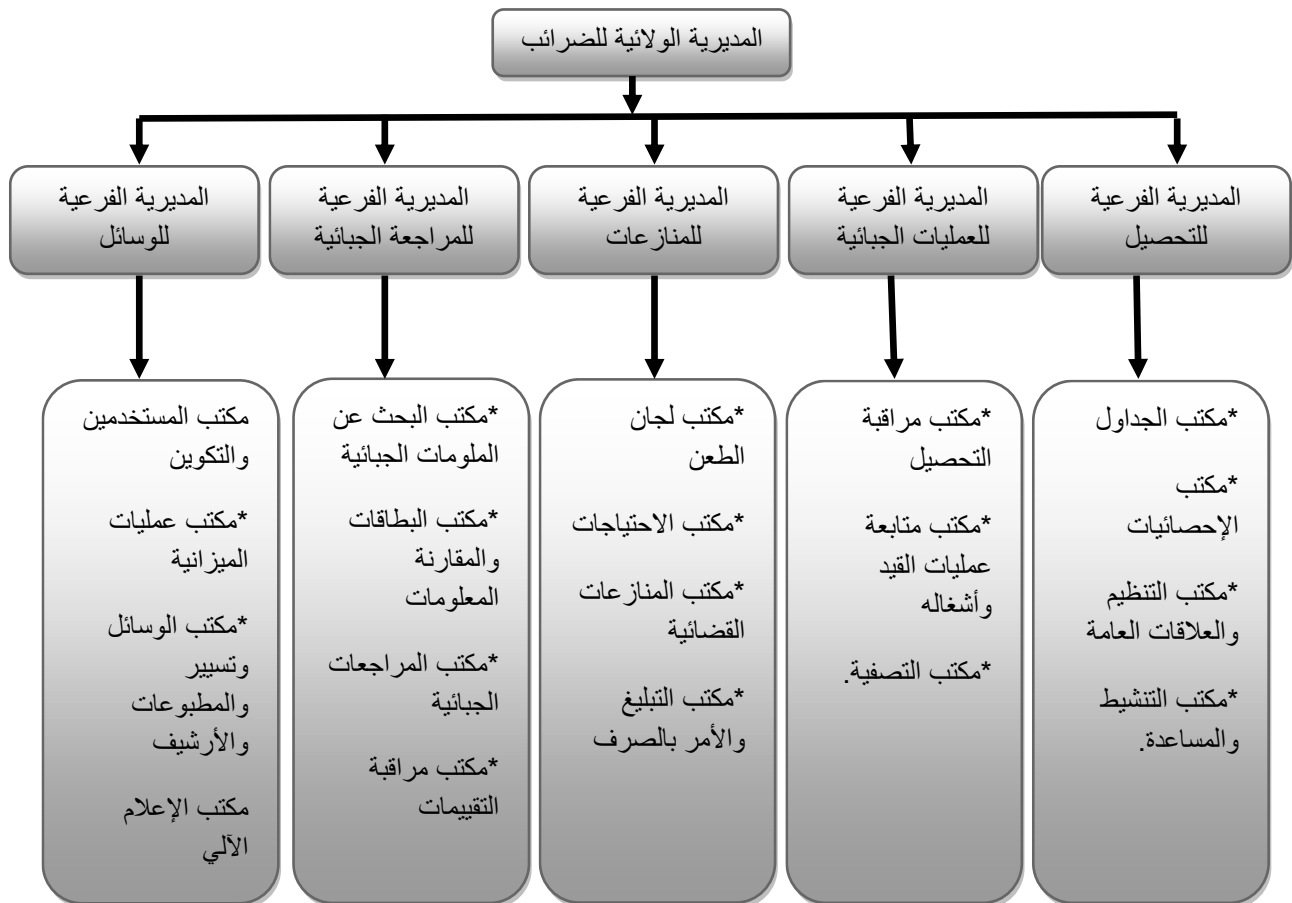 المديرية الولائية للضرائب
المديرية الفرعية
للتحصيل
المديرية الفرعية
للعمليات الجبائية
المديرية الفرعية
للمنازعات
المديرية الفرعية
للمراجعة الجبائية
المديرية الفرعية
للوسائل
*مكتب الجداول
*مكتب
الإحصائيات
*مكتب التنظيم
والعلاقات العامة
*مكتب التنشيط
والمساعدة.
*مكتب مراقبة
التحصيل
*مكتب متابعة
عمليات القيد
وأشغاله
*مكتب التصفية.
*مكتب لجان
الطعن
*مكتب الاحتياجات
*مكتب المنازعات
القضائية
*مكتب التبليغ
والأمر بالصرف
*مكتب البحث عن
الملومات الجبائية
*مكتب البطاقات
والمقارنة
المعلومات
*مكتب المراجعات
الجبائية
*مكتب مراقبة
التقييمات
مكتب المستخدمين
والتكوين
*مكتب عمليات
الميزانية
*مكتب الوسائل
وتسيير
والمطبوعات
والأرشيف
مكتب الإعلام
الآلي